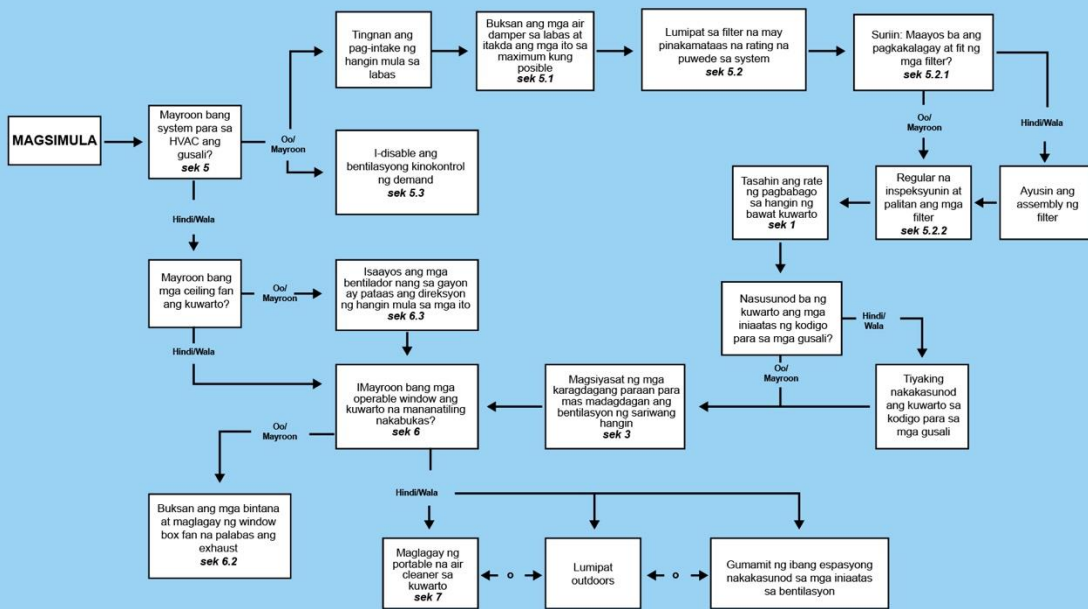 MAGSIMULA
Mayroon bang
system para sa
HVAC ang
gusali?
sek 5
Oo/
Mayroon
Tingnan ang
pag-intake ng
hangin mula sa
labas
Buksan ang mga air
damper sa labas at
itakda ang mga ito sa
maximum kung
posible
sek 5.1
Lumipat sa filter na may
pinakamataas na rating na
puwede sa system
sek 5.2
Suriin: Maayos ba ang
pagkakalagay at fit ng
mga filter?
sek 5.2.1
Oo/
Mayroon
Hindi/Wala
I-disable ang
bentilasyong kinokontrol
ng demand
sek 5.3
Tasahin ang rate
ng pagbabago
sa hangin ng
bawat kuwarto
sek 1
Regular na
inspeksyunin at
palitan ang mga
filter
sek 5.2.2
Ayusin ang
assembly ng
filter
Hindi/Wala
Mayroon bang
mga ceiling fan
ang kuwarto?
Oo/
Mayroon
Isaayos ang
mga bentilador nang sa gayon
ay pataas ang direksyon
ng hangin mula sa mga ito
sek 6.3
Nasusunod ba ng
kuwarto ang mga
iniaatas ng kodigo
para sa mga gusali?
Hindi/
Wala
Hindi/Wala
Oo/
Mayroon
IMayroon bang mga
operable window ang
kuwarto na mananatiling
nakabukas?
sek 6
Magsiyasat ng mga
karagdagang paraan para
mas madagdagan ang
bentilasyon ng sariwang
hangin
sek 3
Tiyaking
nakakasunod
ang kuwarto sa
kodigo para sa
mga gusali
Oo/
Mayroon
Hindi/Wala
Buksan ang mga bintana
at maglagay ng window
box fan na palabas ang
exhaust
sek 6.2
Maglagay ng
portable na air
cleaner sa
kuwarto
sek 7
o
Lumipat
outdoors
o
Gumamit ng ibang espasyong
nakakasunod sa mga iniaatas
sa bentilasyon